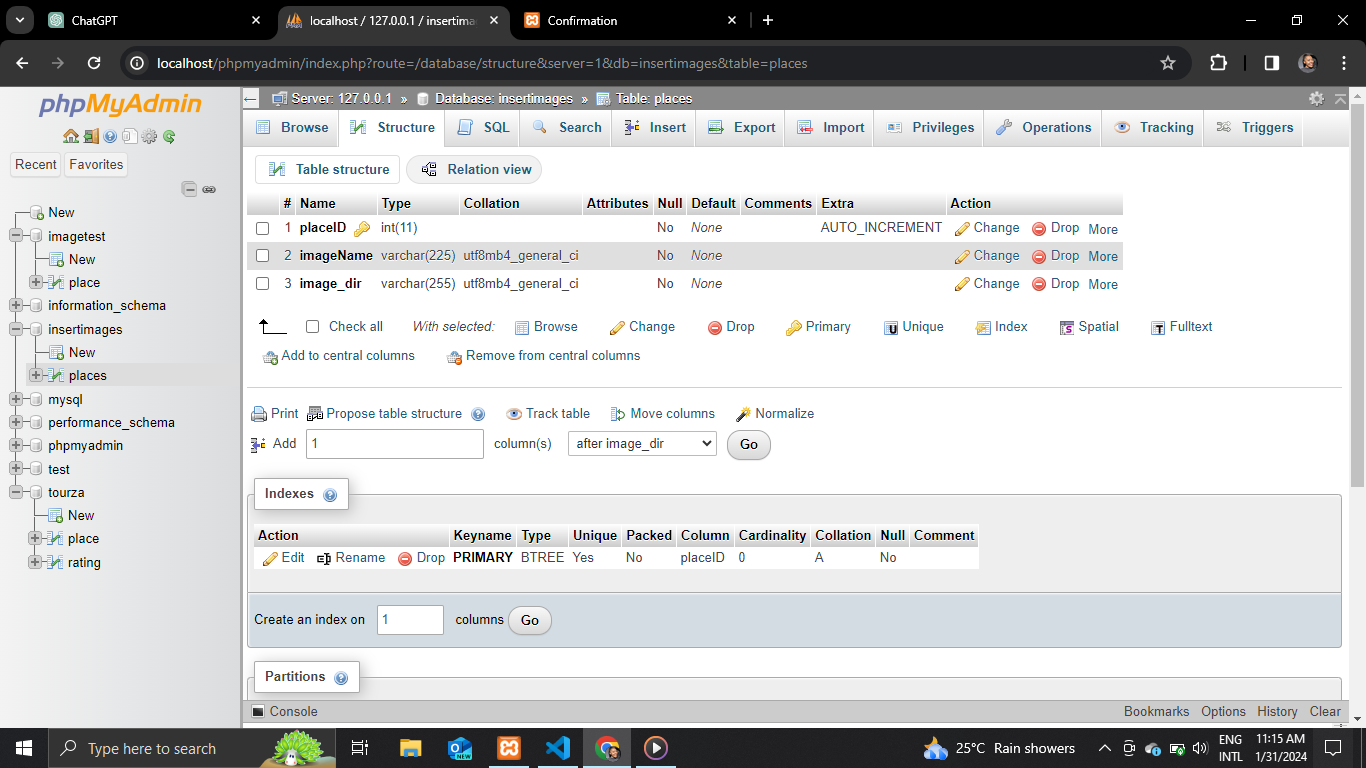 ChatGPT
localhost / 127.0.0.1 / insertimag
Confirmation
localhost/phpmyadmin/index.php?route=/database/structure&server=1&db=insertimages&table=places
phpMyAdmin
Recent Favorites
New
imagetest
New
place
information_schema
insertimages
New
places
mysql
performance_schema
phpmyadmin
test
tourza
New
place
rating
Server: 127.0.0.1 » Database: insertimages » Table: places
Browse Structure SQL Search Insert Export Import Privileges Operations Tracking Triggers
Table structure Relation view
# Name Type Collation Attributes Null Default Comments Extra Action
1 placeID int(11) No None AUTO_INCREMENT Change Drop More
2 imageName varchar(225) utf8mb4_general_ci No None Change Drop More
3 image_dir varchar(255) utf8mb4_general_ci No None Change Drop More
Check all With selected: Browse Change Drop Primary Unique Index Spatial Fulltext
Add to central columns Remove from central columns
Print Propose table structure Track table Move columns Normalize
Add 1 column(s) after image_dir Go
Indexes
Action Keyname Type Unique Packed Column Cardinality Collation Null Comment
Edit Rename Drop PRIMARY BTREE Yes No placeID 0 A No
Create an index on 1 columns Go
Partitions
Console Bookmarks Options History Clear
Type here to search
NEW
25°C Rain showers
ENG
INTL
11:15 AM
1/31/2024